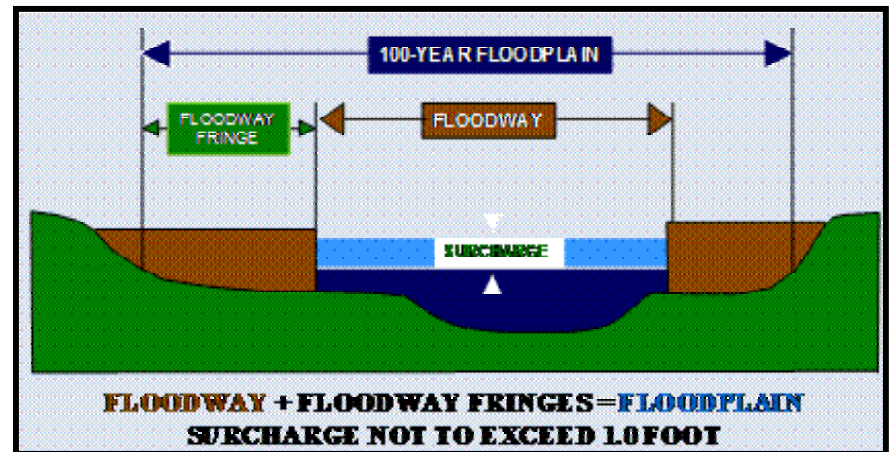 100-YEAR FLOODPLAIN
FLOODWAY
FRINGE
FLOODWAY
SURCHARGE
FLOODWAY + FLOODWAY FRINGES=FLOODPLAIN
SURCHARGE NOT TO EXCEED 1.0 FOOT